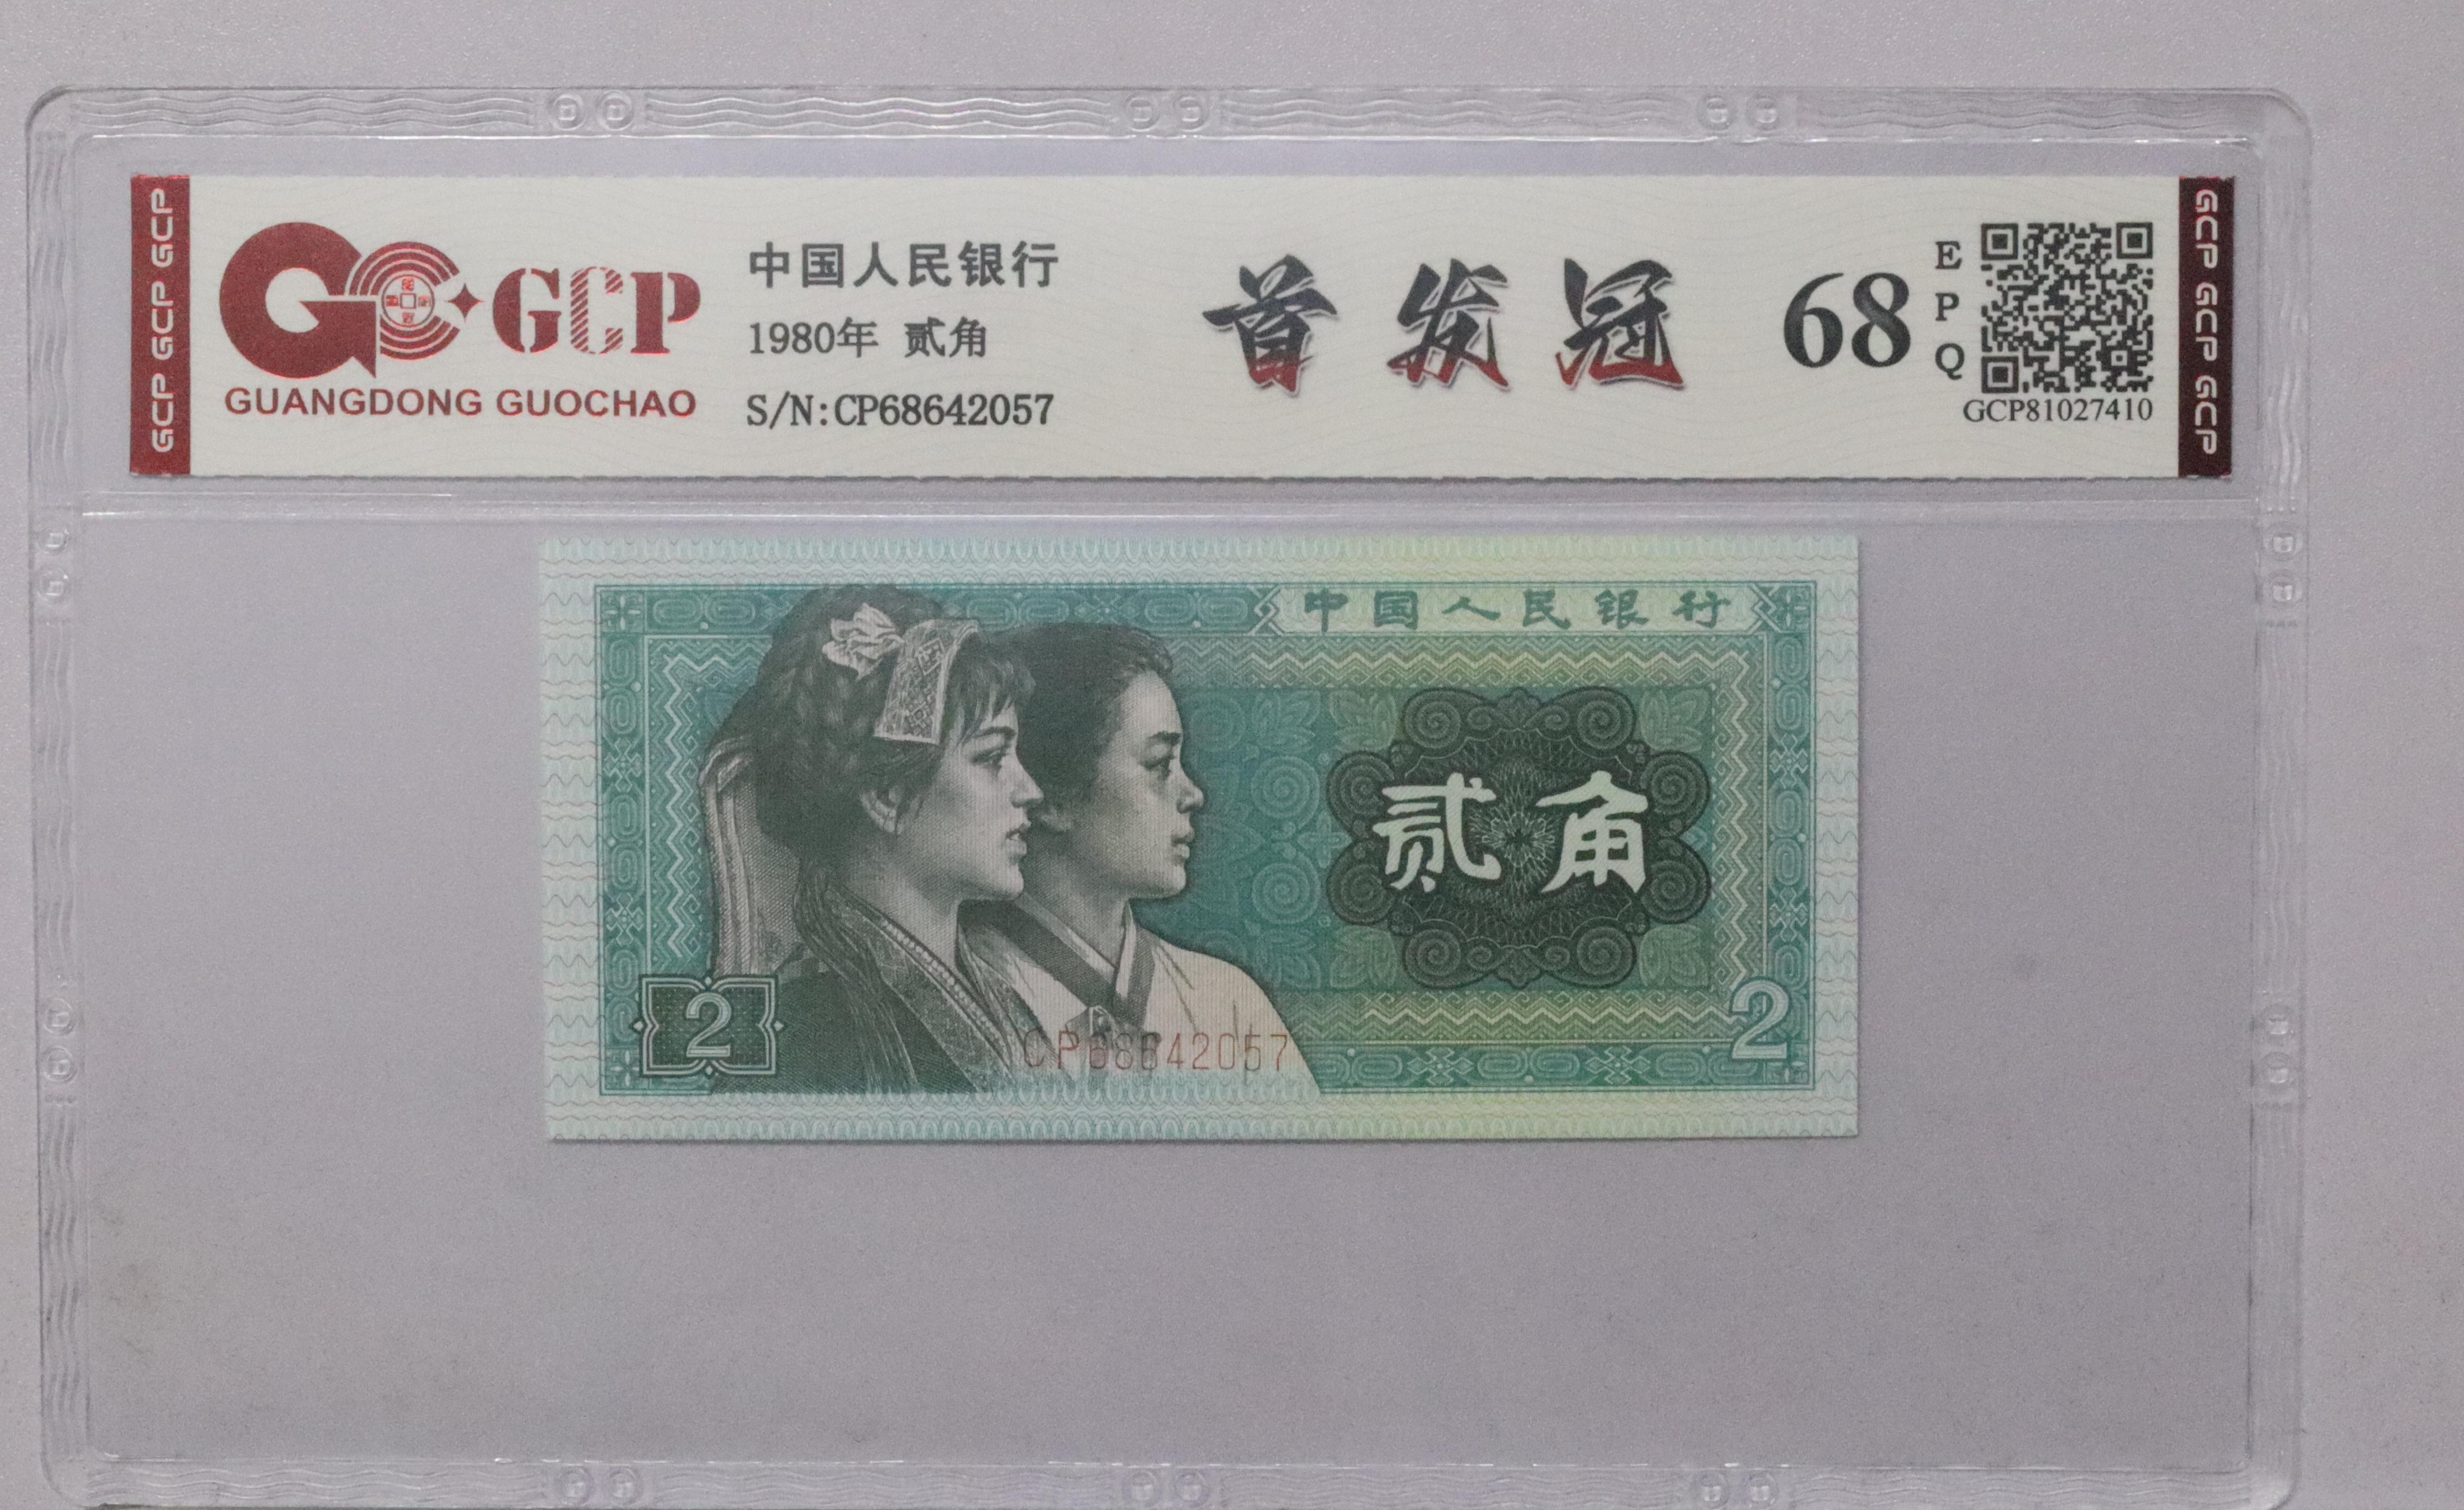 GCP GCP GCP
GCP
GUANGDONG GUOCHAO
中国人民银行
1980年 贰角
S/N:CP68642057
首发冠
68
EPQ
GCP81027410
GCP GCP GCP
中国人民银行
贰角
2
CP68642057
2